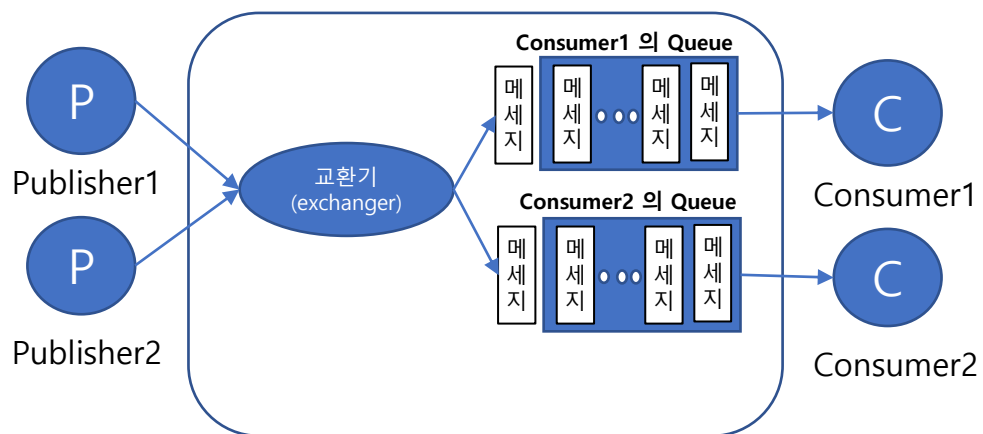 P
Publisher1
P
Publisher2
교환기
(exchanger)
Consumer1 의 Queue
메세지
메세지
메세지
메세지
Consumer2 의 Queue
메세지
메세지
메세지
메세지
C
Consumer1
C
Consumer2